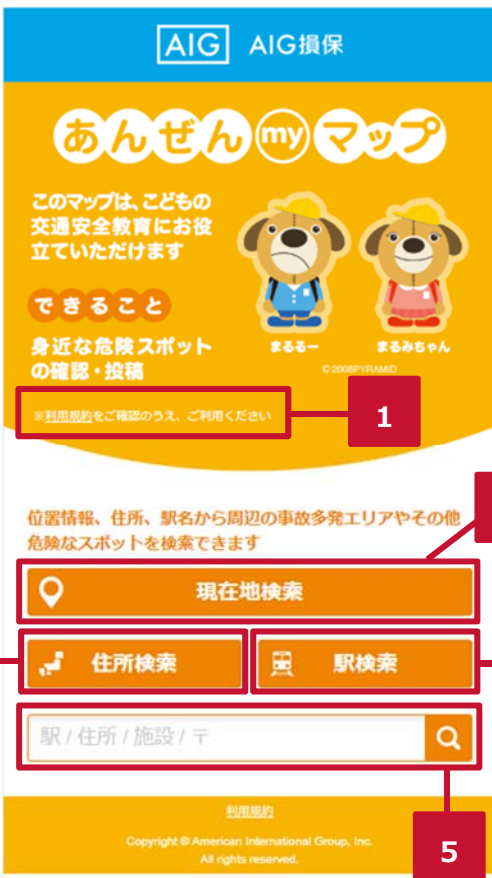 AIG AIG損保
あんぜんmyマップ
このマップは、こどもの
交通安全教育にお役
立ていただけます
できること
身近な危険スポット
の確認・投稿
まるるー まるみちゃん
©2008PYRAMID
※利用規約をご確認のうえ、ご利用ください
1
位置情報、住所、駅名から周辺の事故多発エリアやその他
危険なスポットを検索できます
現在地検索
住所検索 駅検索
駅 / 住所 / 施設 / 〒
利用規約
Copyright © American International Group, Inc.
All rights reserved.
5